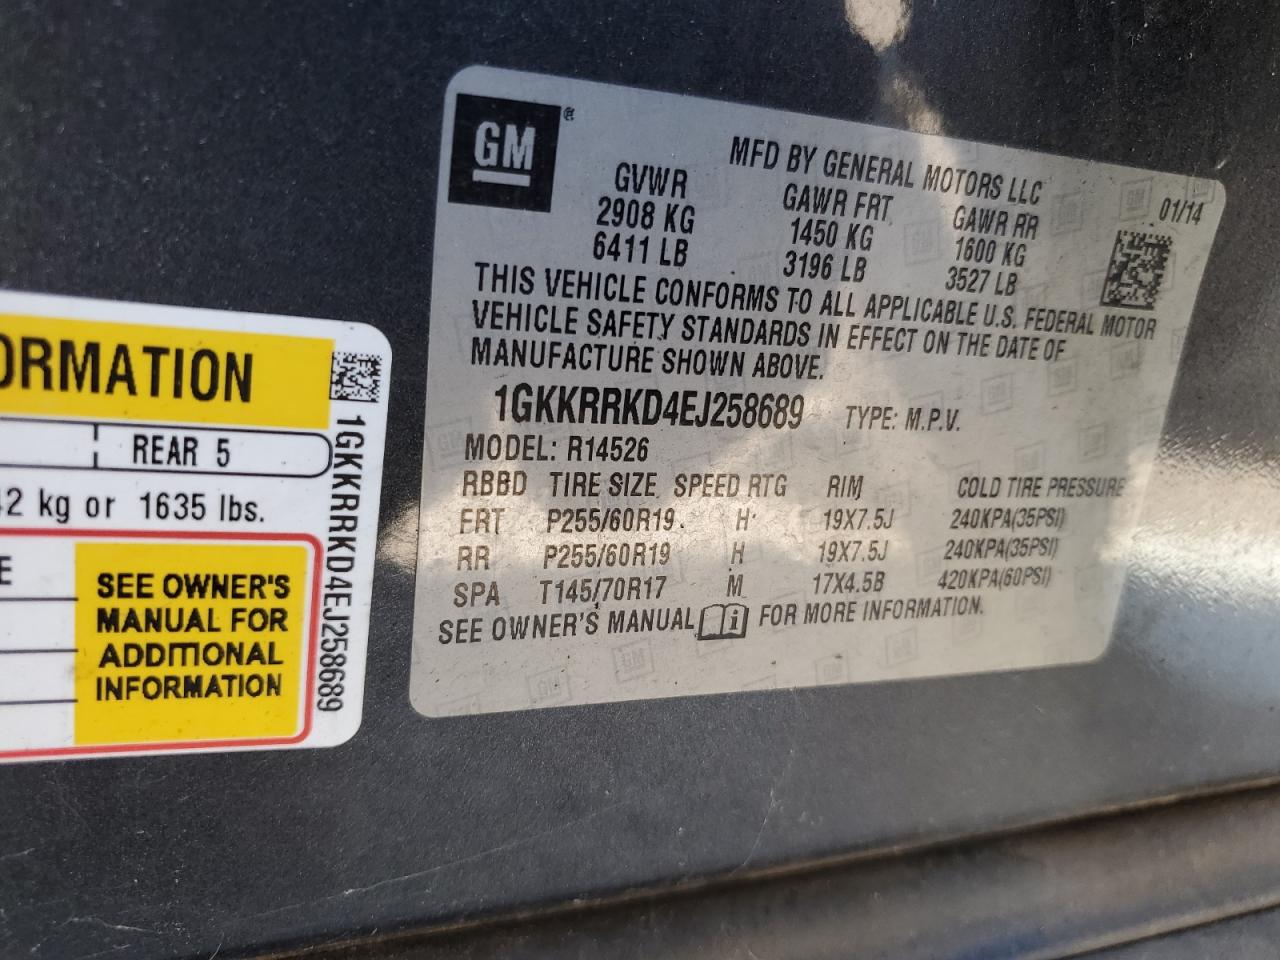 ORMATION
REAR 5
42 kg or 1635 lbs.
E
SEE OWNER'S
MANUAL FOR
ADDITIONAL
INFORMATION
1GKKRRKD4EJ258689
GM®
MFD BY GENERAL MOTORS LLC
GVWR GAWR FRT GAWR RR 01/14
2908 KG 1450 KG 1600 KG
6411 LB 3196 LB 3527 LB
THIS VEHICLE CONFORMS TO ALL APPLICABLE U.S. FEDERAL MOTOR
VEHICLE SAFETY STANDARDS IN EFFECT ON THE DATE OF
MANUFACTURE SHOWN ABOVE.
1GKKRRKD4EJ258689 TYPE: M.P.V.
MODEL: R14526
RBBD TIRE SIZE SPEED RTG RIM COLD TIRE PRESSURE
FRT P255/60R19 H 19X7.5J 240KPA(35PSI)
RR P255/60R19 H 19X7.5J 240KPA(35PSI)
SPA T145/70R17 M 17X4.5B 420KPA(60PSI)
SEE OWNER'S MANUAL i FOR MORE INFORMATION.